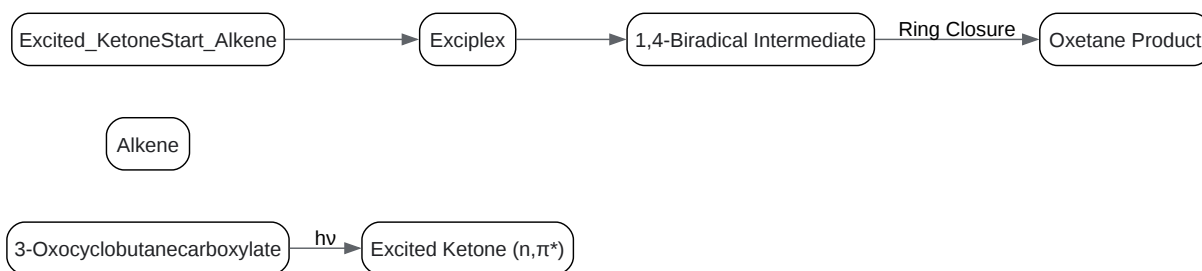 Excited_KetoneStart_Alkene
Exciplex
1,4-Biradical Intermediate
Ring Closure
Oxetane Product
Alkene
3-Oxocyclobutanecarboxylate
hν
Excited Ketone (n,π*)